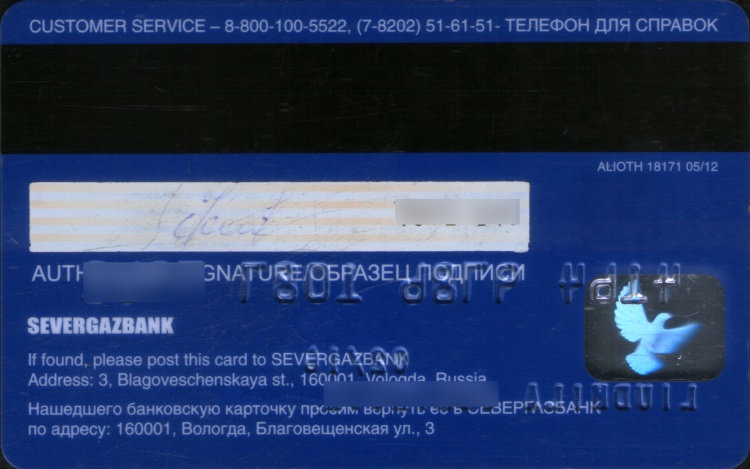 CUSTOMER SERVICE – 8-800-100-5522, (7-8202) 51-61-51- ТЕЛЕФОН ДЛЯ СПРАВОК
ALIOTH 18171 05/12
SIGNATURE/ОБРАЗЕЦ ПОДПИСИ
SEVERGAZBANK
If found, please post this card to SEVERGAZBANK
Address: 3, Blagoveschenskaya st., 160001, Vologda, Russia
Нашедшего банковскую карточку просим вернуть ее в СЕВЕРГАЗБАНК
по адресу: 160001, Вологда, Благовещенская ул., 3